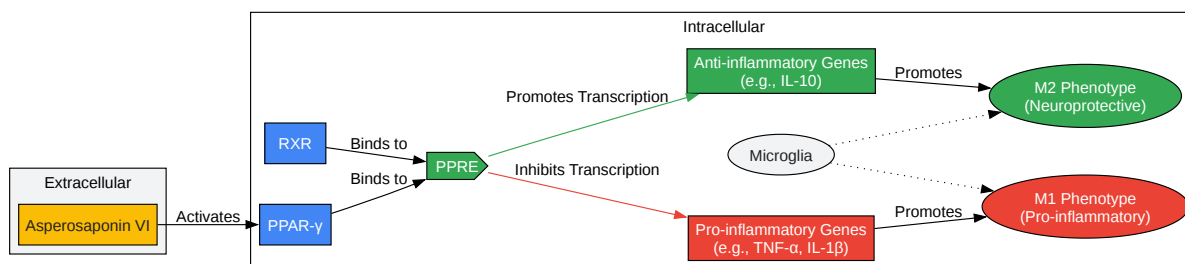 Intracellular
Anti-inflammatory Genes
(e.g., IL-10)
Promotes
M2 Phenotype
(Neuroprotective)
Promotes Transcription
RXR
Binds to
PPRE
Microglia
Inhibits Transcription
Binds to
Extracellular
Asperosaponin VI
Activates
PPAR-γ
Pro-inflammatory Genes
(e.g., TNF-α, IL-1β)
Promotes
M1 Phenotype
(Pro-inflammatory)